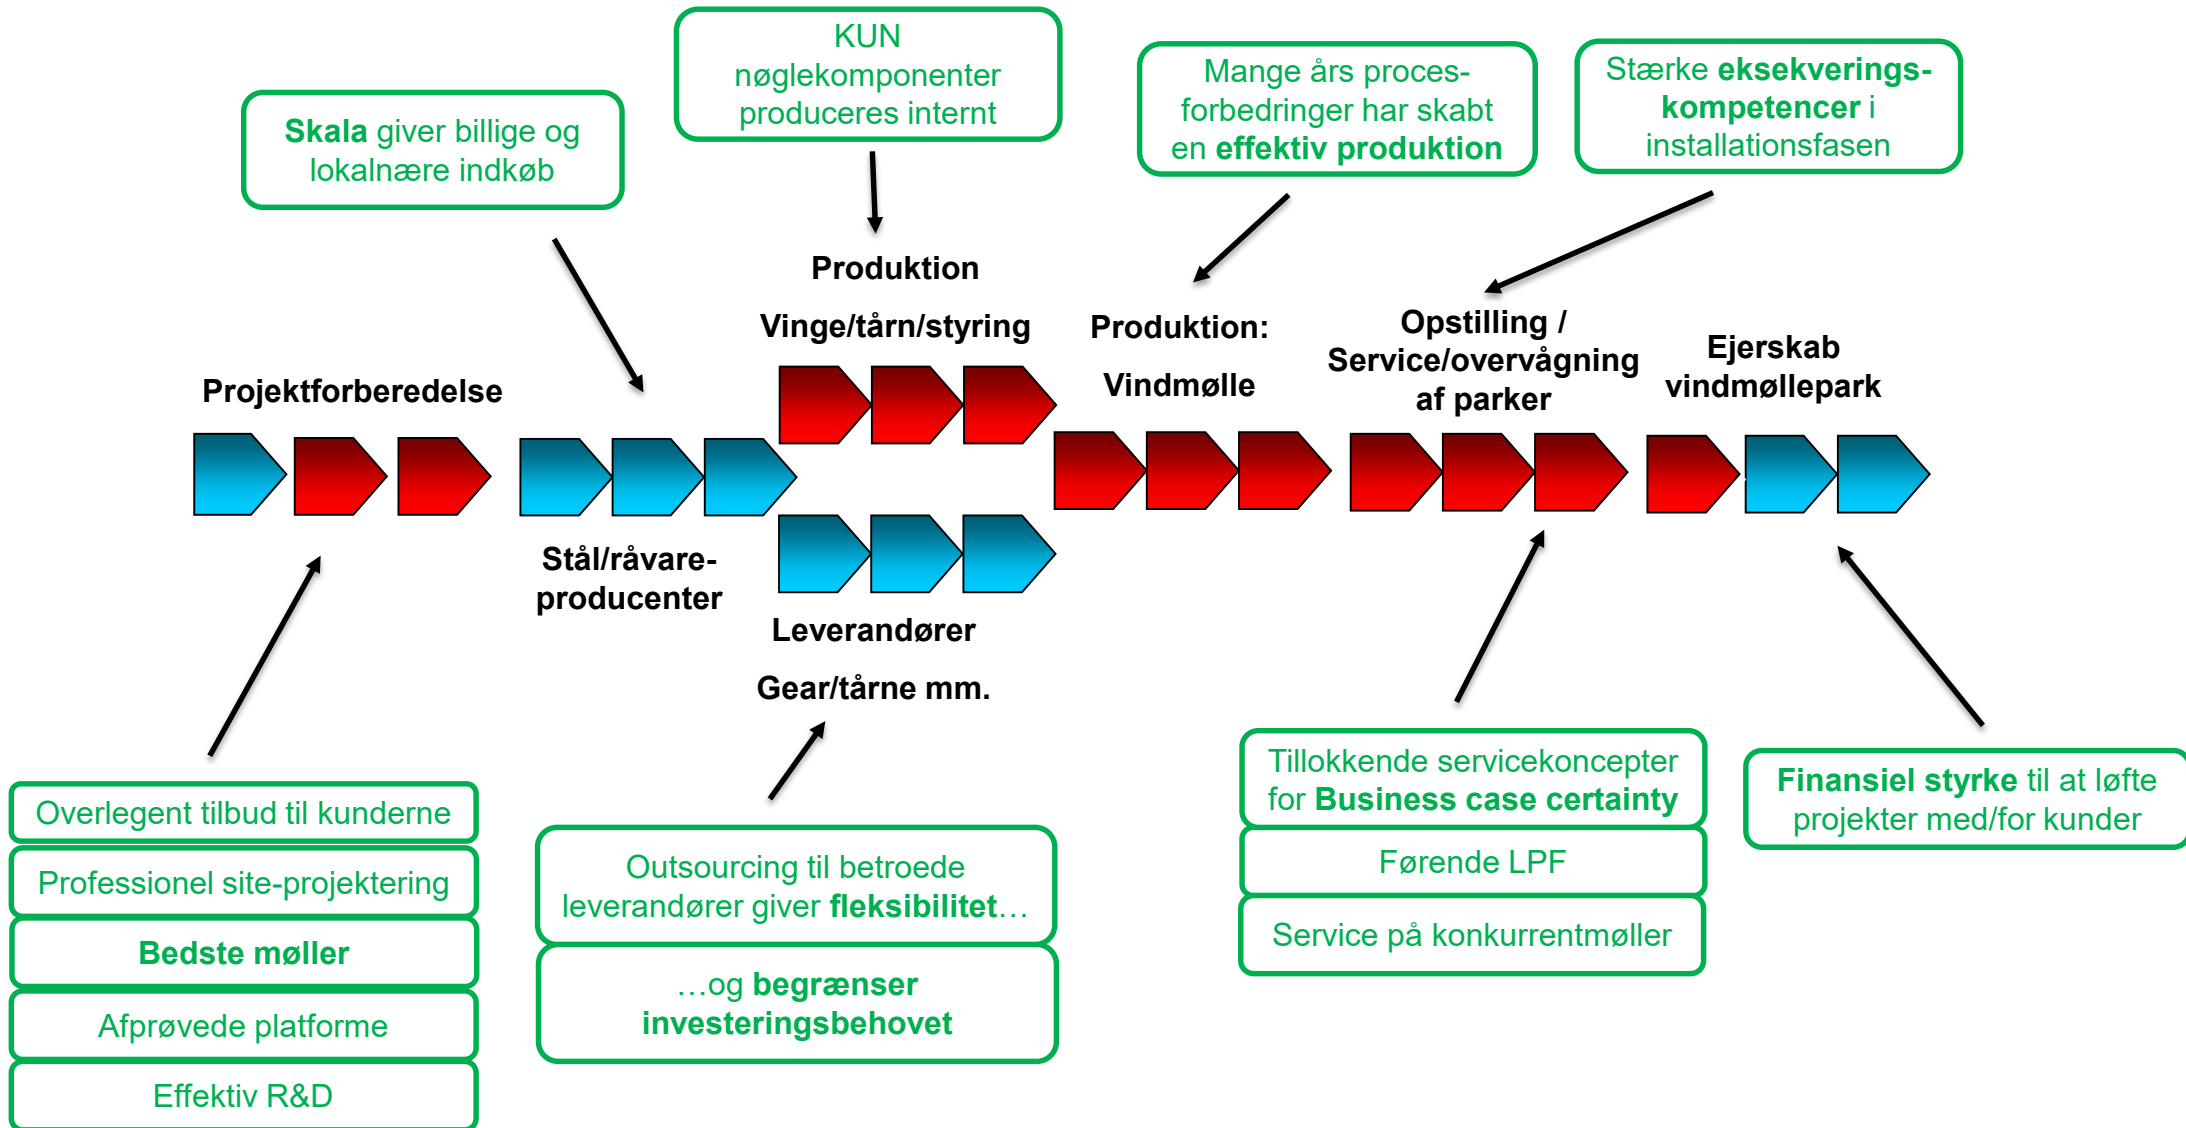 KUN
nøglekomponenter
produceres internt
Mange års proces-
forbedringer har skabt
en effektiv produktion
Stærke eksekverings-
kompetencer i
installationsfasen
Skala giver billige og
lokalnære indkøb
Produktion
Vinge/tårn/styring
Produktion:
Vindmølle
Opstilling /
Service/overvågning
af parker
Ejerskab
vindmøllepark
Projektforberedelse
Stål/råvare-
producenter
Leverandører
Gear/tårne mm.
Overlegent tilbud til kunderne
Professionel site-projektering
Bedste møller
Afprøvede platforme
Effektiv R&D
Outsourcing til betroede
leverandører giver fleksibilitet…
…og begrænser
investeringsbehovet
Tillokkende servicekoncepter
for Business case certainty
Førende LPF
Service på konkurrentmøller
Finansiel styrke til at løfte
projekter med/for kunder